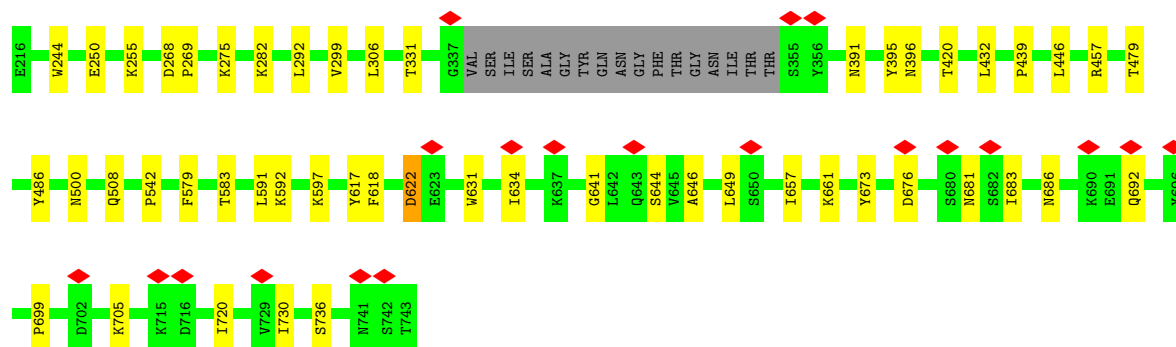 E216 W244 E250 K255 D268 P269 K275 K282 L292 V299 L306 T331 G337 VAL SER ILE SER ALA GLY TYR GLN ASN GLY PHE THR GLY ASN ILE THR THR S355 Y356 N391 Y395 N396 T420 L432 P439 L446 R457 T479
Y486 N500 Q508 P542 F579 T583 L591 K592 K597 Y617 F618 D622 E623 W631 I634 K637 G641 L642 Q643 S644 V645 A646 L649 S650 I657 K661 Y673 D676 S680 N681 S682 I683 N686 K690 E691 Q692
P699 D702 K705 K715 D716 I720 V729 I730 S736 N741 S742 T743